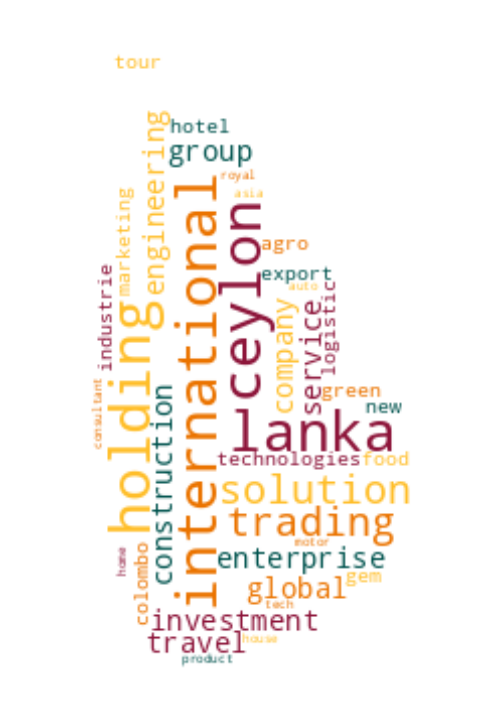 tour
hotel
group
engineering
royal
international
asia
marketing
ceylon
agro
export
industrie
auto
logistic
company
service
holding
consultant
green
construction
new
lanka
technologies
food
solution
trading
motor
enterprise
home
colombo
gem
global
tech
investment
travel
house
product